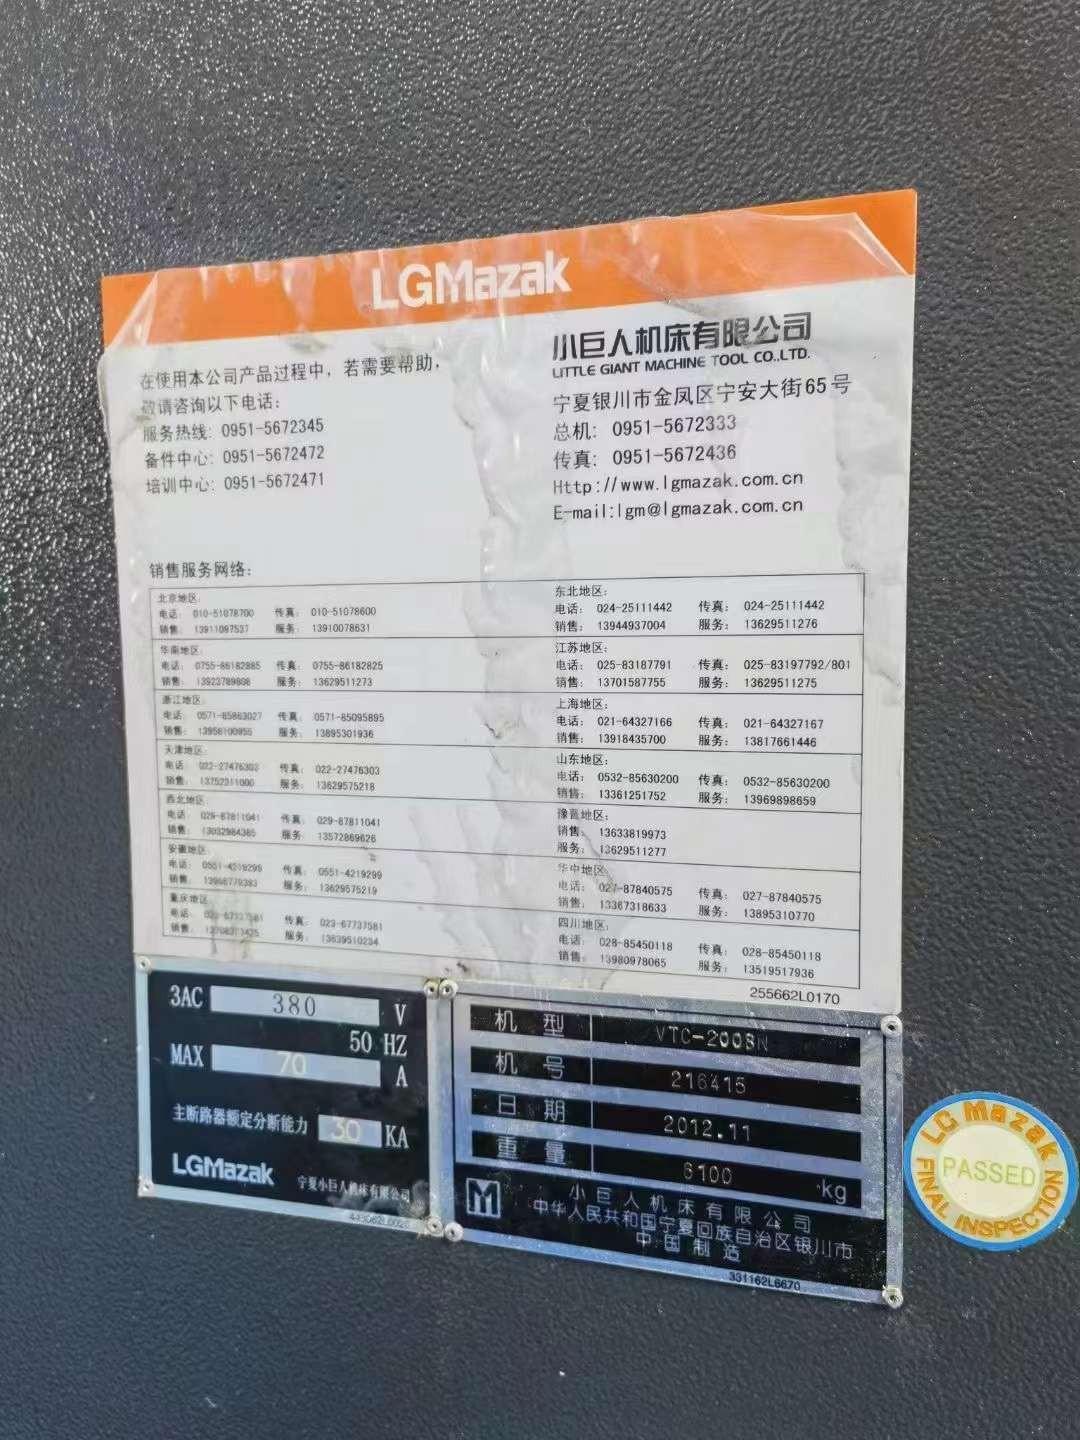 LGMazak
在使用本公司产品过程中，若需要帮助，
敬请咨询以下电话：
服务热线：0951-5672345
备件中心：0951-5672472
培训中心：0951-5672471
小巨人机床有限公司
LITTLE GIANT MACHINE TOOL CO.,LTD.
宁夏银川市金凤区宁安大街65号
总机：0951-5672333
传真：0951-5672436
Http://www.lgmazak.com.cn
E-mail:lgm@lgmazak.com.cn
销售服务网络：
北京地区：
电话：010-51078700 传真：010-51078600
销售：13911097537 服务：13910078631
华南地区：
电话：0755-86182885 传真：0755-86182825
销售：13923789808 服务：13629511273
浙江地区：
电话：0571-85863027 传真：0571-85095895
销售：13958100955 服务：13895301936
天津地区：
电话：022-27476303 传真：022-27476303
销售：13752311000 服务：13629575218
西北地区：
电话：029-87811041 传真：029-87811041
销售：13032984365 服务：13572869626
安徽地区：
电话：0551-4219299 传真：0551-4219299
销售： 服务：13629575219
重庆地区：
电话：023-67737581 传真：023-67737581
销售： 服务：13639510234
东北地区：
电话：024-25111442 传真：024-25111442
销售：13944937004 服务：13629511276
江苏地区：
电话：025-83187791 传真：025-83197792/801
销售：13701587755 服务：13629511275
上海地区：
电话：021-64327166 传真：021-64327167
销售：13918435700 服务：13817661446
山东地区：
电话：0532-85630200 传真：0532-85630200
销售：13361251752 服务：13969898659
豫晋地区：
销售：13633819973
服务：13629511277
华中地区：
电话：027-87840575 传真：027-87840575
销售：13367318633 服务：13895310770
四川地区：
电话：028-85450118 传真：028-85450118
销售：13980978065 服务：13519517936
255662L0170
3AC 380 V
50 HZ
MAX 70 A
主断路器额定分断能力 30 KA
LGMazak 宁夏小巨人机床有限公司
机型 VTC-200BN
机号 216415
日期 2012.11
重量 6100 kg
小巨人机床有限公司
中华人民共和国宁夏回族自治区银川市
中国制造
331162L6670
LG Mazak
PASSED
FINAL INSPECTION